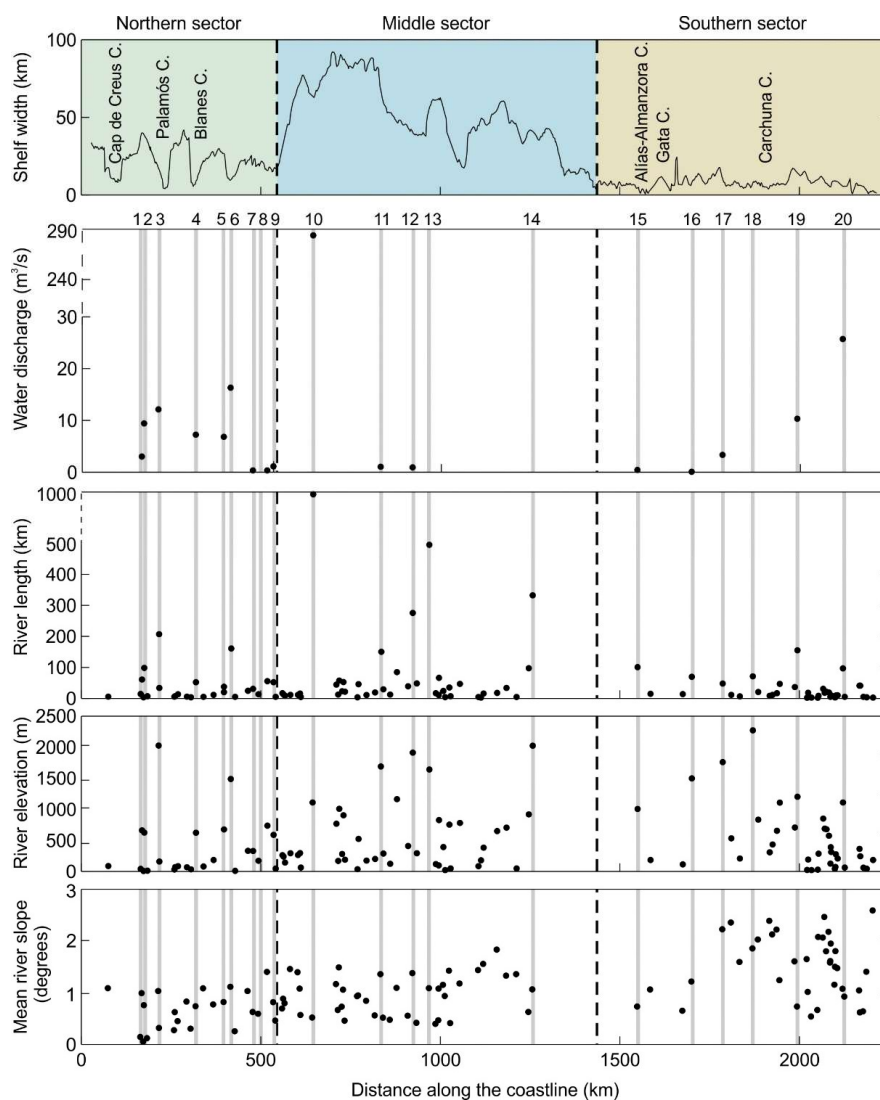 Northern sector Middle sector Southern sector
Shelf width (km)
100
50
0
Cap de Creus C.
Palamós C.
Blanes C.
Alías-Almanzora C.
Gata C.
Carchuna C.
1 2 3 4 5 6 7 8 9 10 11 12 13 14 15 16 17 18 19 20
Water discharge (m³/s)
290
240
30
20
10
0
River length (km)
1000
500
400
300
200
100
0
River elevation (m)
2500
2000
1500
1000
500
0
Mean river slope
(degrees)
3
2
1
0
0 500 1000 1500 2000
Distance along the coastline (km)